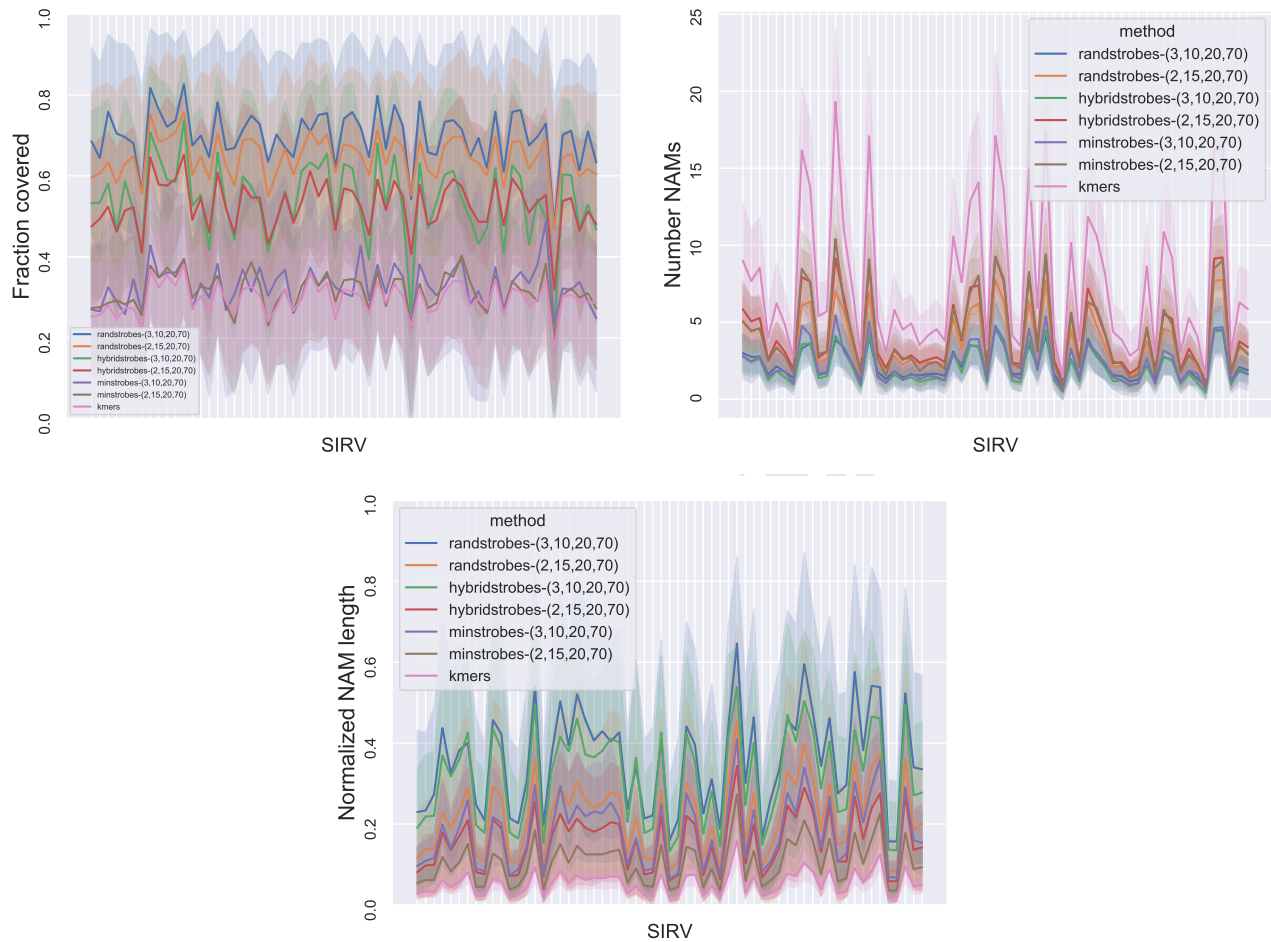 Fraction covered
1.0
0.8
0.6
0.4
0.2
0.0
randstrobes-(3,10,20,70)
randstrobes-(2,15,20,70)
hybridstrobes-(3,10,20,70)
hybridstrobes-(2,15,20,70)
minstrobes-(3,10,20,70)
minstrobes-(2,15,20,70)
kmers
SIRV
Number NAMs
25
20
15
10
5
0
method
randstrobes-(3,10,20,70)
randstrobes-(2,15,20,70)
hybridstrobes-(3,10,20,70)
hybridstrobes-(2,15,20,70)
minstrobes-(3,10,20,70)
minstrobes-(2,15,20,70)
kmers
SIRV
Normalized NAM length
1.0
0.8
0.6
0.4
0.2
0.0
method
randstrobes-(3,10,20,70)
randstrobes-(2,15,20,70)
hybridstrobes-(3,10,20,70)
hybridstrobes-(2,15,20,70)
minstrobes-(3,10,20,70)
minstrobes-(2,15,20,70)
kmers
SIRV